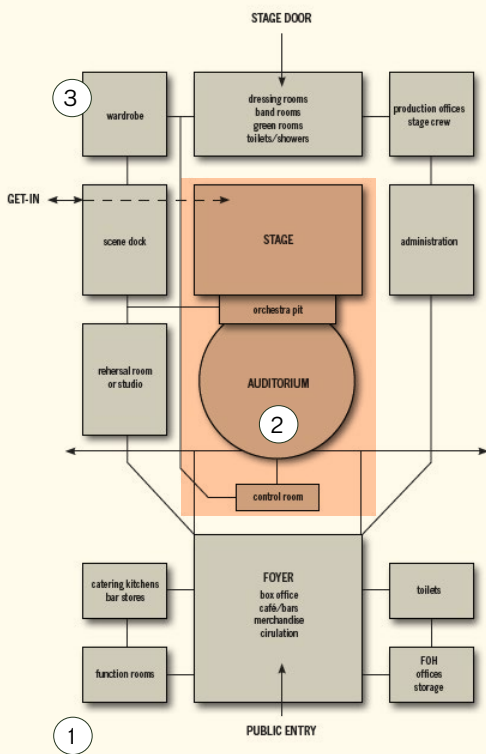 STAGE DOOR
3
wardrobe
dressing rooms
band rooms
green rooms
toilets/showers
production offices
stage crew
GET-IN
scene dock
STAGE
administration
orchestra pit
rehersal room
or studio
AUDITORIUM
2
control room
catering kitchens
bar stores
FOYER
box office
café/bars
merchandise
cirulation
toilets
function rooms
FOH
offices
storage
1
PUBLIC ENTRY